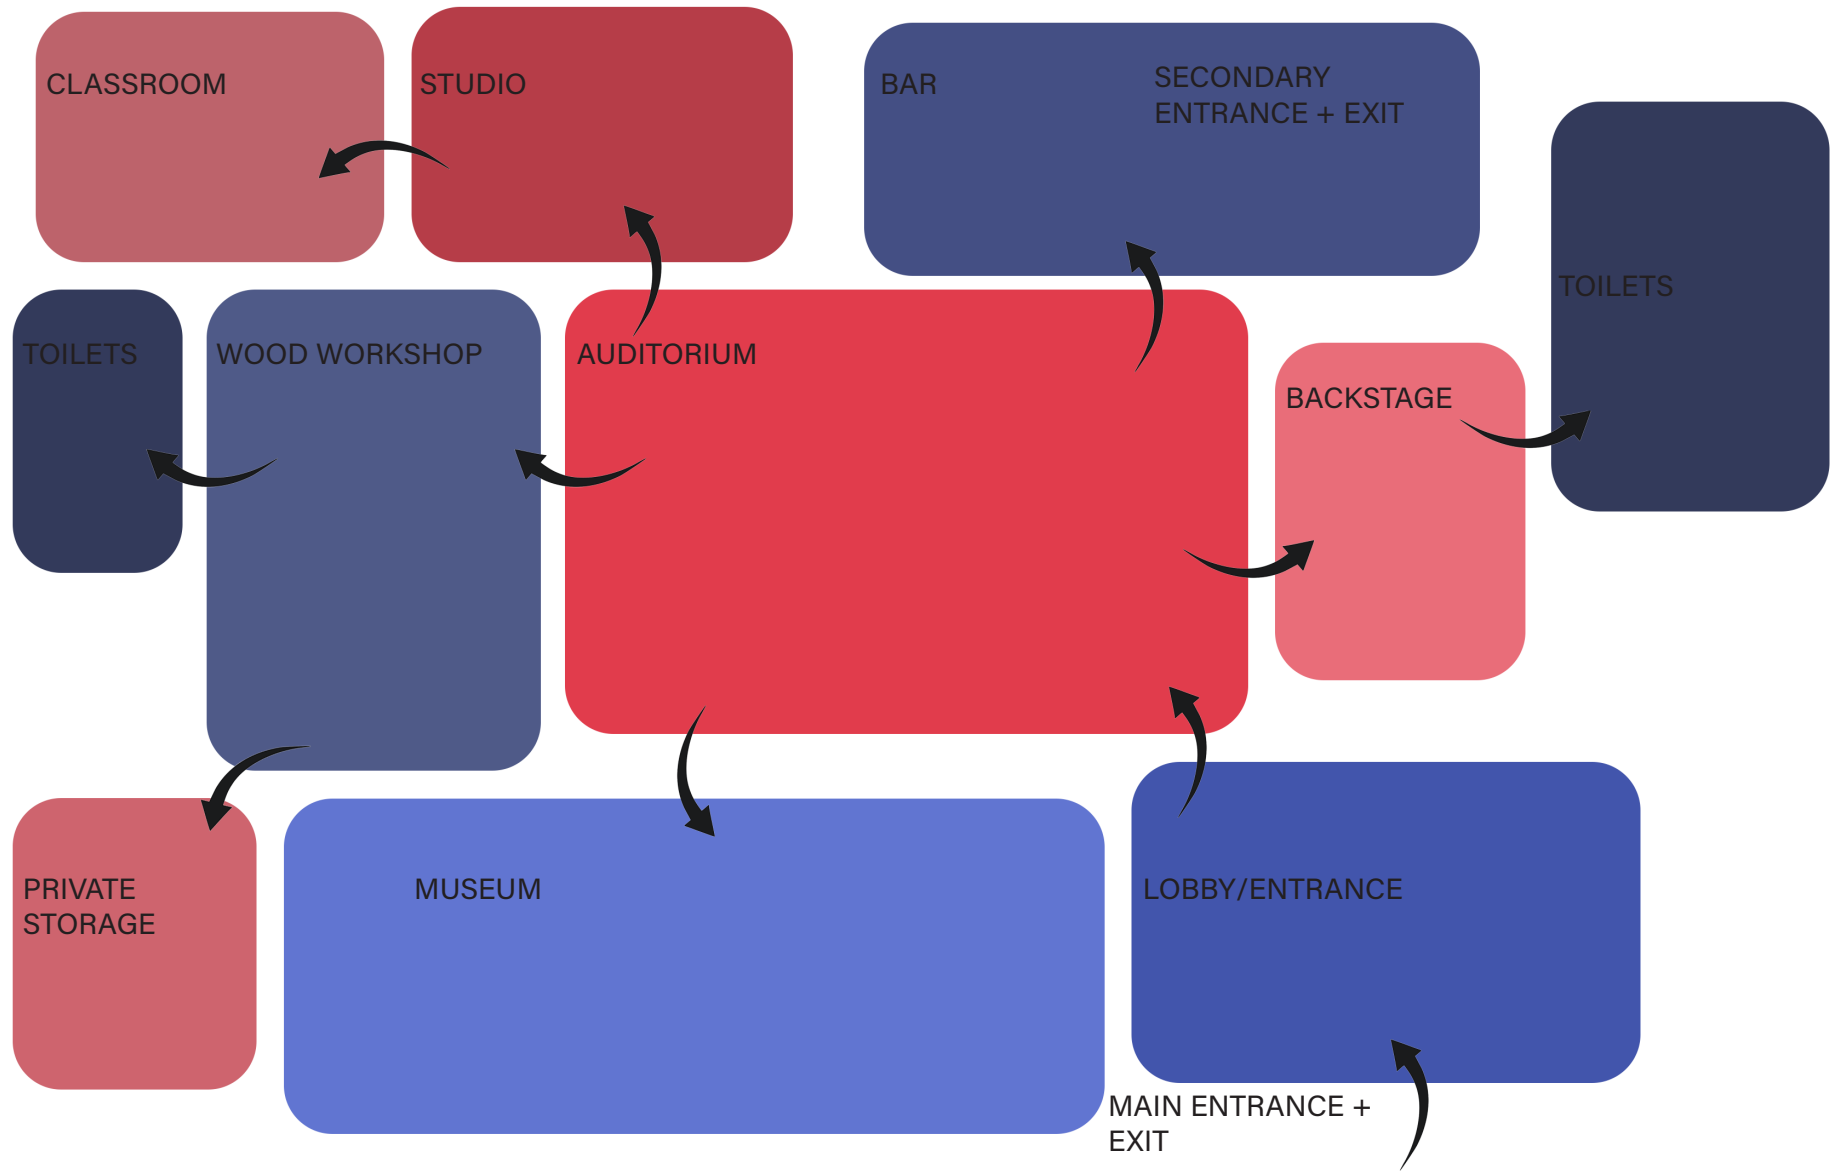 CLASSROOM
STUDIO
BAR
SECONDARY
ENTRANCE + EXIT
TOILETS
TOILETS
WOOD WORKSHOP
AUDITORIUM
BACKSTAGE
PRIVATE
STORAGE
MUSEUM
LOBBY/ENTRANCE
MAIN ENTRANCE +
EXIT